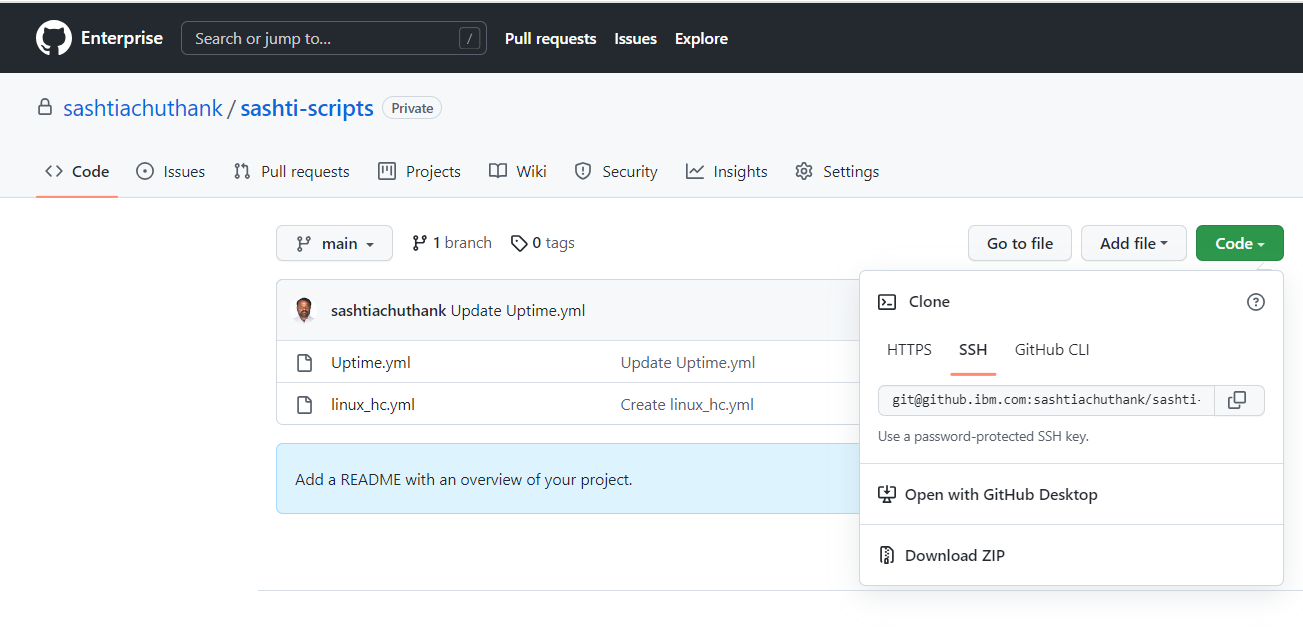 Enterprise Search or jump to... / Pull requests Issues Explore
sashtiachuthank / sashti-scripts Private
Code Issues Pull requests Projects Wiki Security Insights Settings
main 1 branch 0 tags Go to file Add file Code
sashtiachuthank Update Uptime.yml
Uptime.yml Update Uptime.yml
linux_hc.yml Create linux_hc.yml
Add a README with an overview of your project.
Clone ?
HTTPS SSH GitHub CLI
git@github.ibm.com:sashtiachuthank/sashti-
Use a password-protected SSH key.
Open with GitHub Desktop
Download ZIP